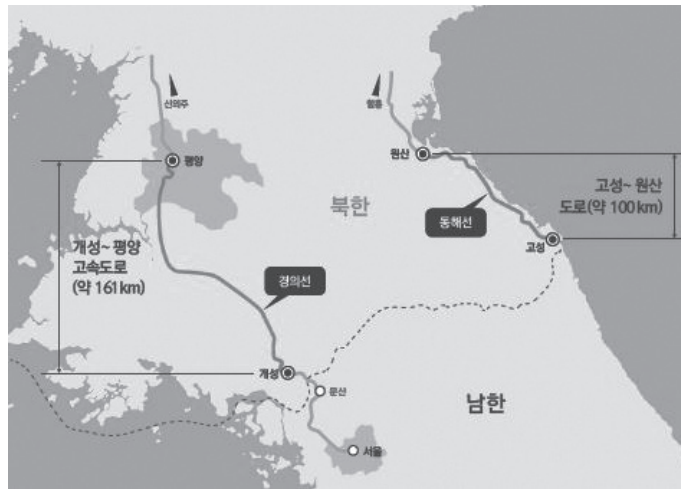 신의주
함흥
평양
원산
고성~ 원산
도로(약 100km)
북한
동해선
고성
개성~ 평양
고속도로
(약 161km)
경의선
개성
문산
남한
서울